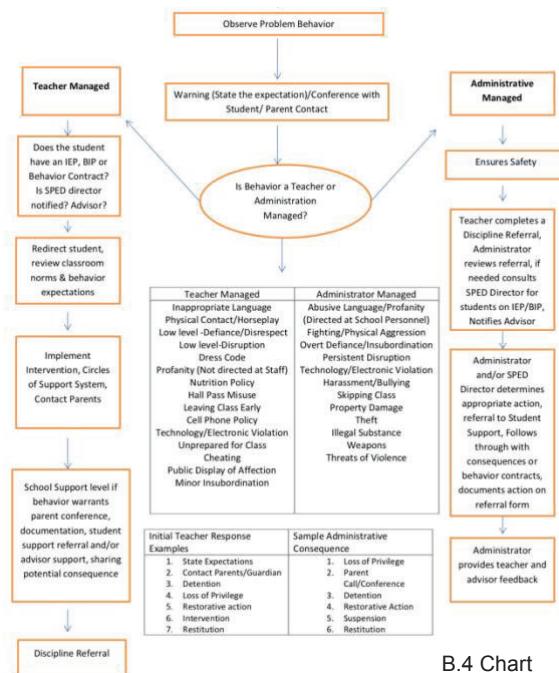 Observe Problem Behavior
Warning (State the expectation)/Conference with
Student/ Parent Contact
Is Behavior a Teacher or
Administration
Managed?
Teacher Managed
Does the student
have an IEP, BIP or
Behavior Contract?
Is SPED director
notified? Advisor?
Redirect student,
review classroom
norms & behavior
expectations
Implement
Intervention, Circles
of Support System,
Contact Parents
School Support level if
behavior warrants
parent conference,
documentation, student
support referral and/or
advisor support, sharing
potential consequence
Discipline Referral
Administrative
Managed
Ensures Safety
Teacher completes a
Discipline Referral,
Administrator
reviews referral, if
needed consults
SPED Director for
students on IEP/BIP,
Notifies Advisor
Administrator
and/or SPED
Director determines
appropriate action,
referral to Student
Support, Follows
through with
consequences or
behavior contracts,
documents action on
referral form
Administrator
provides teacher and
advisor feedback
Teacher Managed
Inappropriate Language
Physical Contact/Horseplay
Low level -Defiance/Disrespect
Low level-Disruption
Dress Code
Profanity (Not directed at Staff)
Nutrition Policy
Hall Pass Misuse
Leaving Class Early
Cell Phone Policy
Technology/Electronic Violation
Unprepared for Class
Cheating
Public Display of Affection
Minor Insubordination
Administrator Managed
Abusive Language/Profanity
(Directed at School Personnel)
Fighting/Physical Aggression
Overt Defiance/Insubordination
Persistent Disruption
Technology/Electronic Violation
Harassment/Bullying
Skipping Class
Property Damage
Theft
Illegal Substance
Weapons
Threats of Violence
Initial Teacher Response
Examples
1. State Expectations
2. Contact Parents/Guardian
3. Detention
4. Loss of Privilege
5. Restorative action
6. Intervention
7. Restitution
Sample Administrative
Consequence
1. Loss of Privilege
2. Parent
Call/Conference
3. Detention
4. Restorative Action
5. Suspension
6. Restitution
B.4 Chart